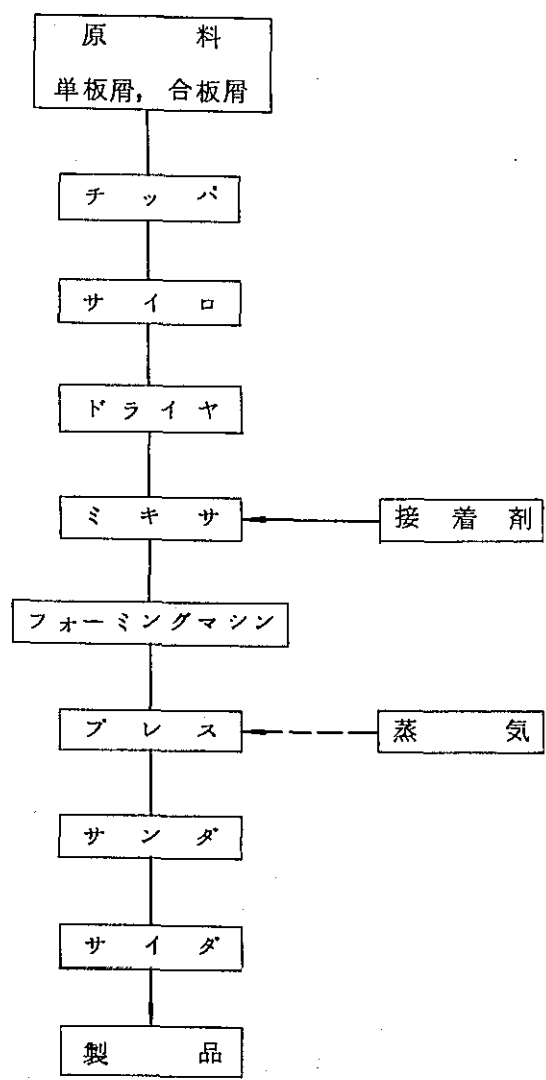 原料
単板屑，合板屑
チッパ
サイロ
ドライヤ
ミキサ
接着剤
フォーミングマシン
プレス
蒸気
サンダ
サイダ
製品